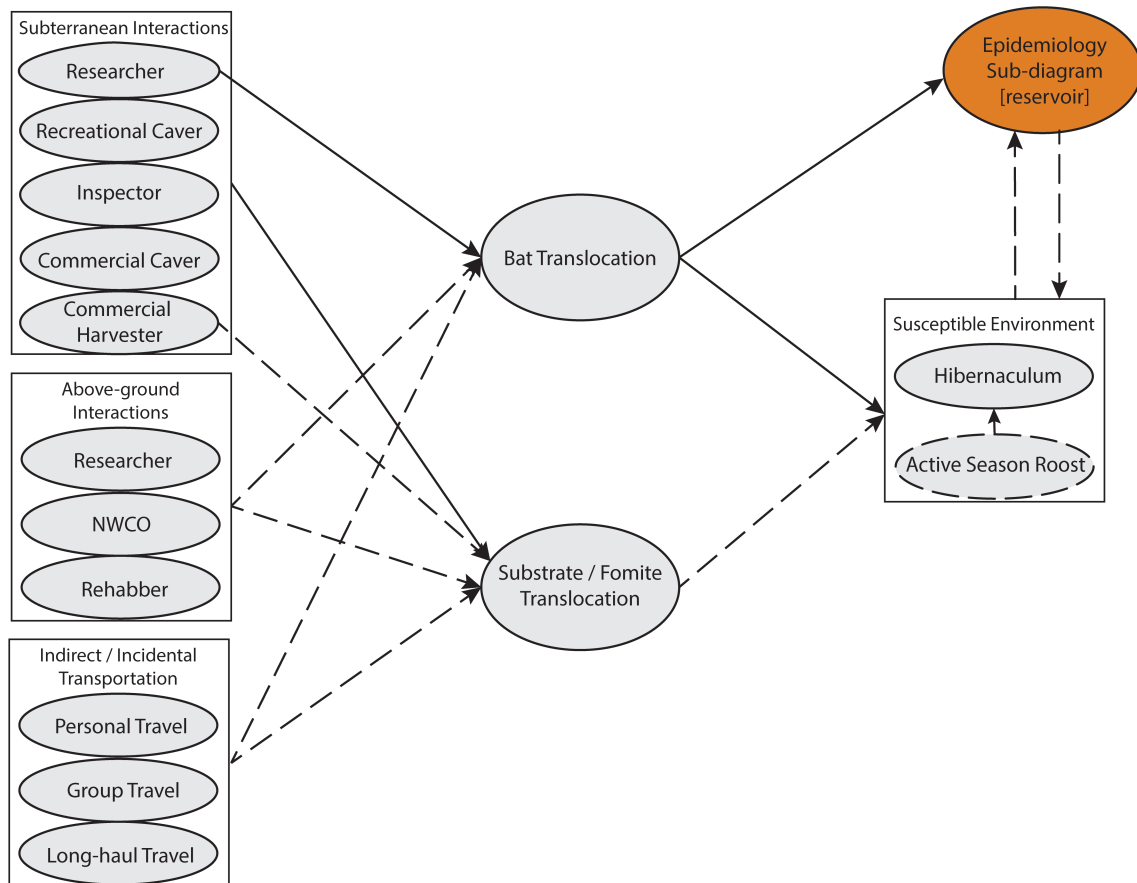 Subterranean Interactions
Researcher
Recreational Caver
Inspector
Commercial Caver
Commercial
Harvester
Above-ground
Interactions
Researcher
NWCO
Rehabber
Indirect / Incidental
Transportation
Personal Travel
Group Travel
Long-haul Travel
Bat Translocation
Substrate / Fomite
Translocation
Epidemiology
Sub-diagram
[reservoir]
Susceptible Environment
Hibernaculum
Active Season Roost